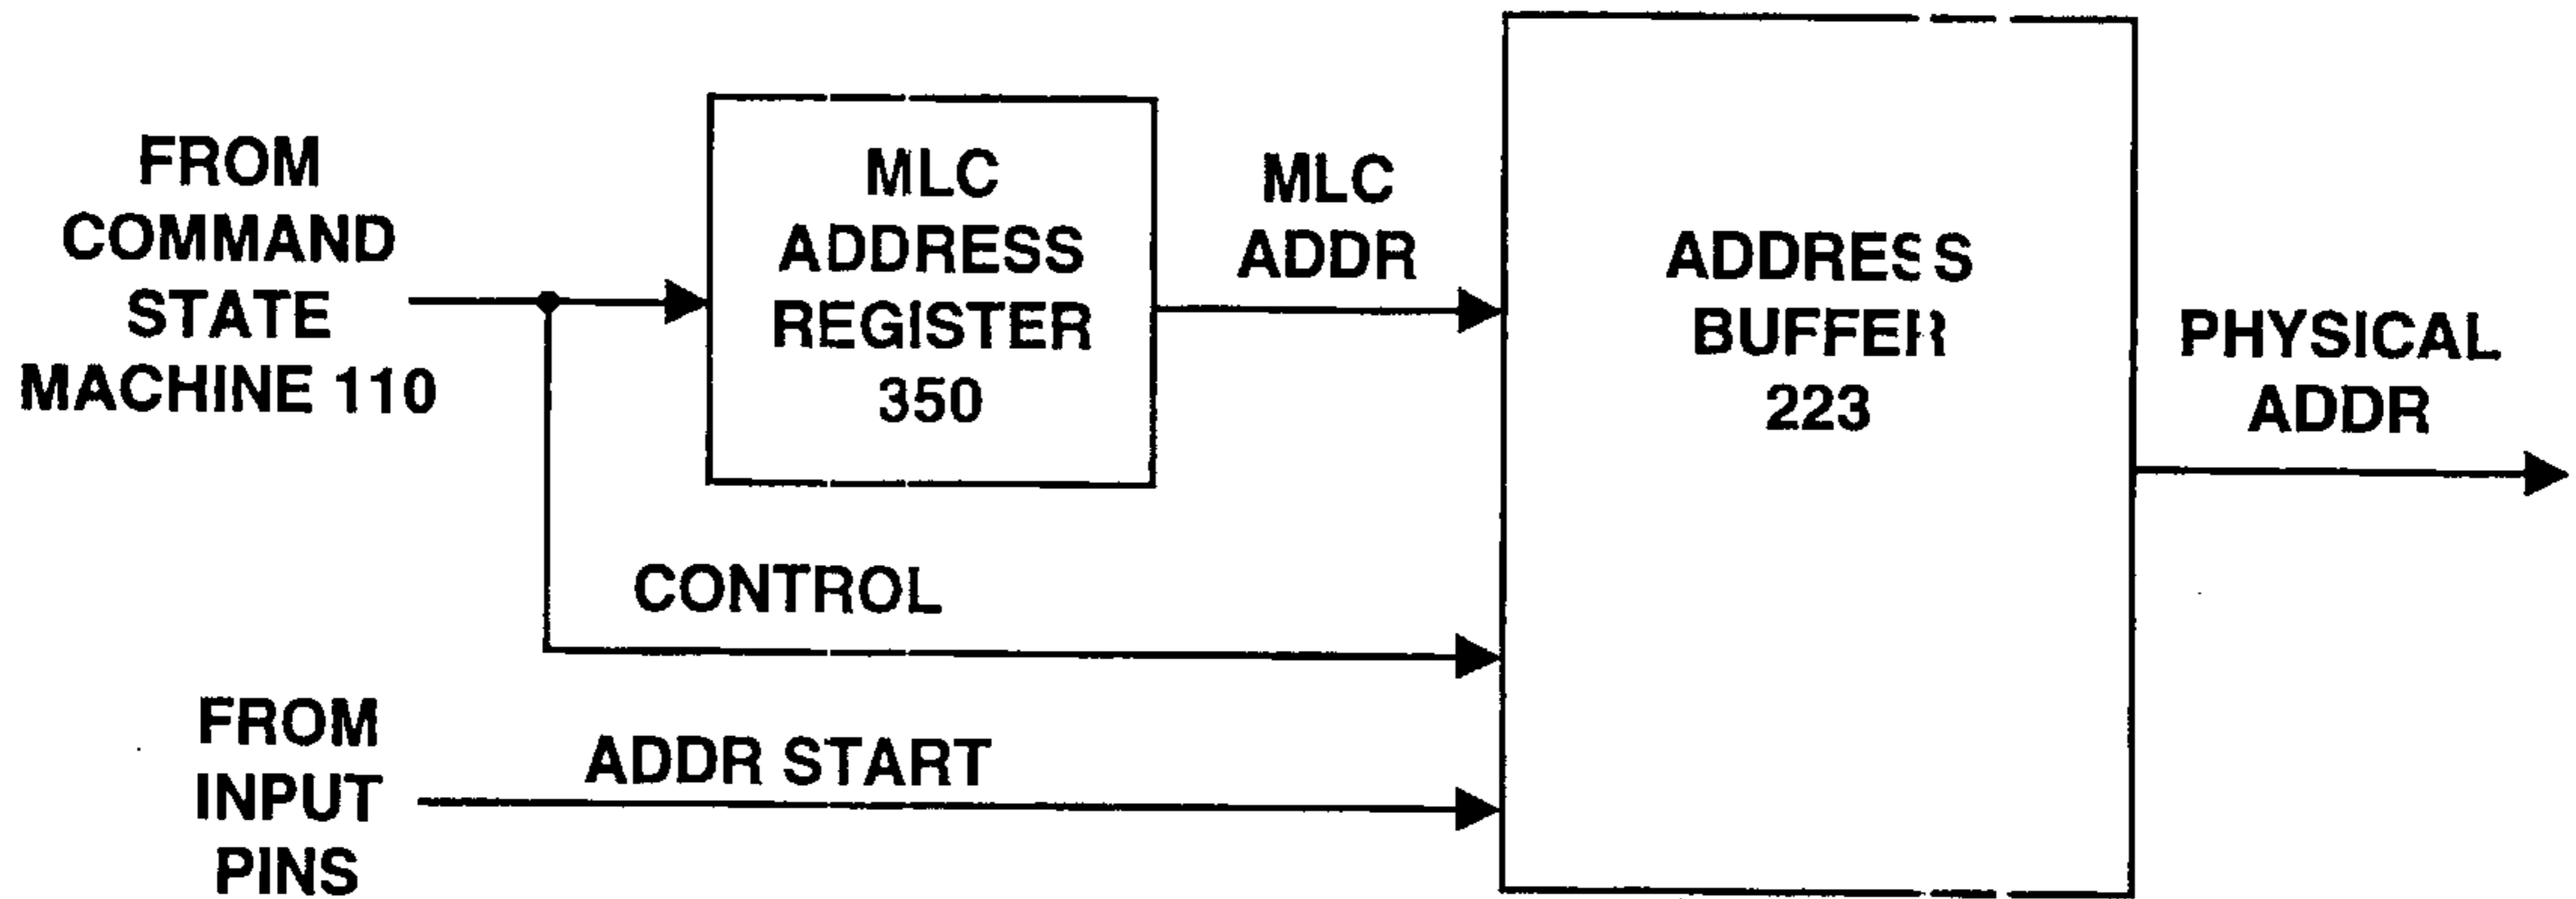 FROM
COMMAND
STATE
MACHINE 110
MLC
ADDRESS
REGISTER
350
MLC
ADDR
ADDRESS
BUFFER
223
PHYSICAL
ADDR
CONTROL
FROM
INPUT
PINS
ADDR START